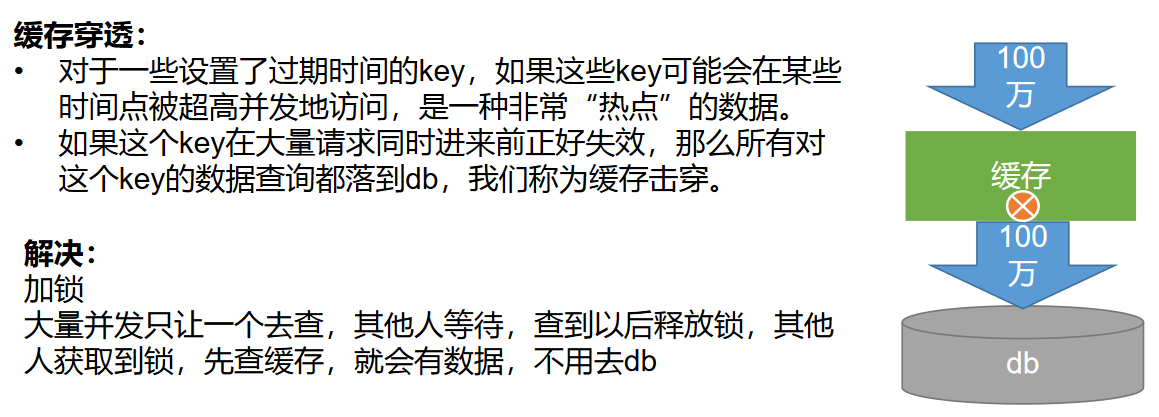 缓存穿透：
• 对于一些设置了过期时间的key，如果这些key可能会在某些
时间点被超高并发地访问，是一种非常“热点”的数据。
• 如果这个key在大量请求同时进来前正好失效，那么所有对
这个key的数据查询都落到db，我们称为缓存击穿。
解决：
加锁
大量并发只让一个去查，其他人等待，查到以后释放锁，其他
人获取到锁，先查缓存，就会有数据，不用去db
100
万
缓存
100
万
db